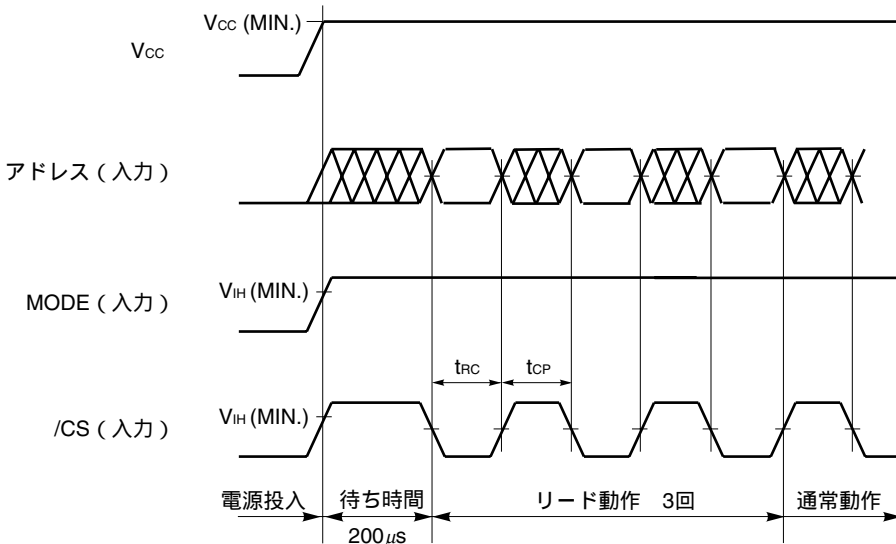 VCC (MIN.)
VCC
アドレス（入力）
VIH (MIN.)
MODE（入力）
tRC
tCP
VIH (MIN.)
/CS（入力）
電源投入
待ち時間
リード動作　3回
通常動作
200μs